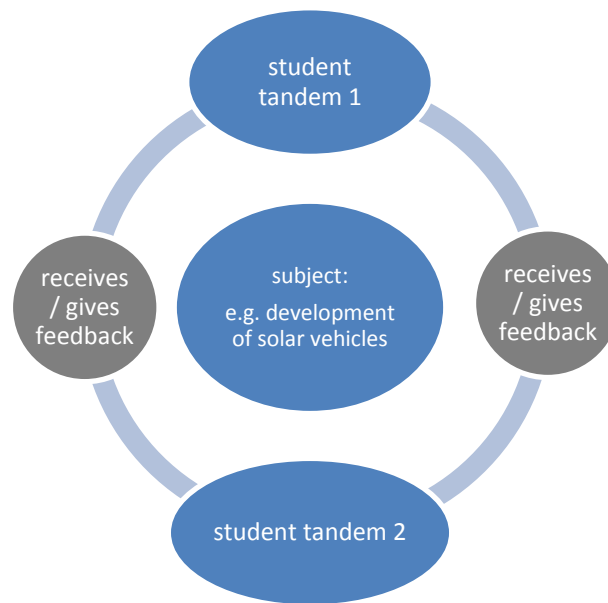 student
tandem 1
receives
/ gives
feedback
subject:
e.g. development
of solar vehicles
receives
/ gives
feedback
student tandem 2